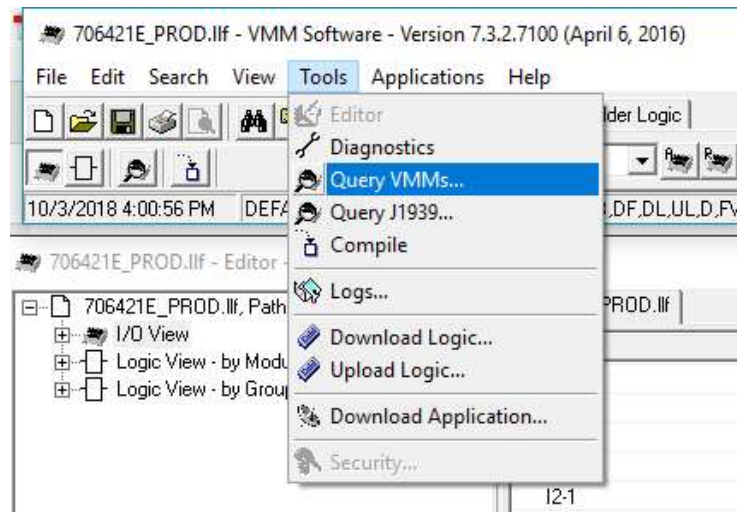 706421E_PROD.llf - VMM Software - Version 7.3.2.7100 (April 6, 2016)
File Edit Search View Tools Applications Help
Editor
Diagnostics
Query VMMs...
Query J1939...
Compile
Logs...
Download Logic...
Upload Logic...
Download Application...
Security...
lder Logic
10/3/2018 4:00:56 PM DEFA
,DF,DL,UL,D,FV
706421E_PROD.llf - Editor -
706421E_PROD.llf, Path
I/O View
Logic View - by Modu
Logic View - by Group
PROD.llf
I2-1